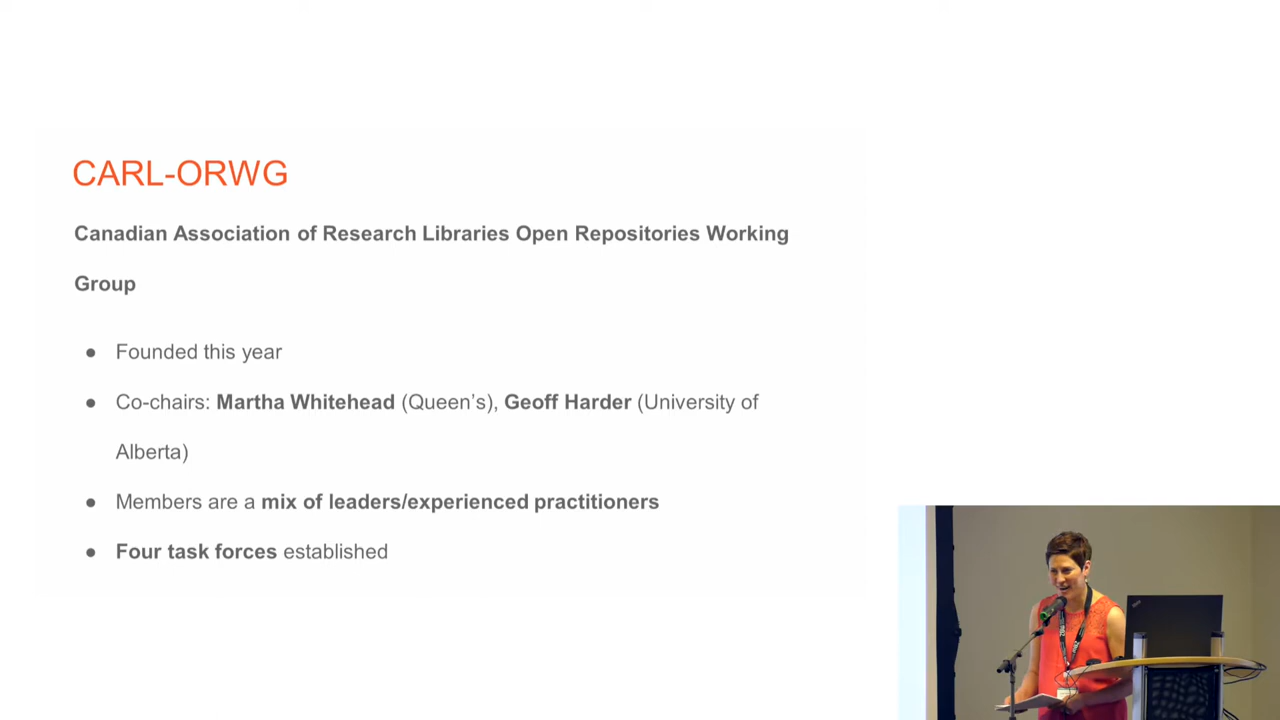 CARL-ORWG
Canadian Association of Research Libraries Open Repositories Working
Group
● Founded this year
● Co-chairs: Martha Whitehead (Queen's), Geoff Harder (University of
Alberta)
● Members are a mix of leaders/experienced practitioners
● Four task forces established